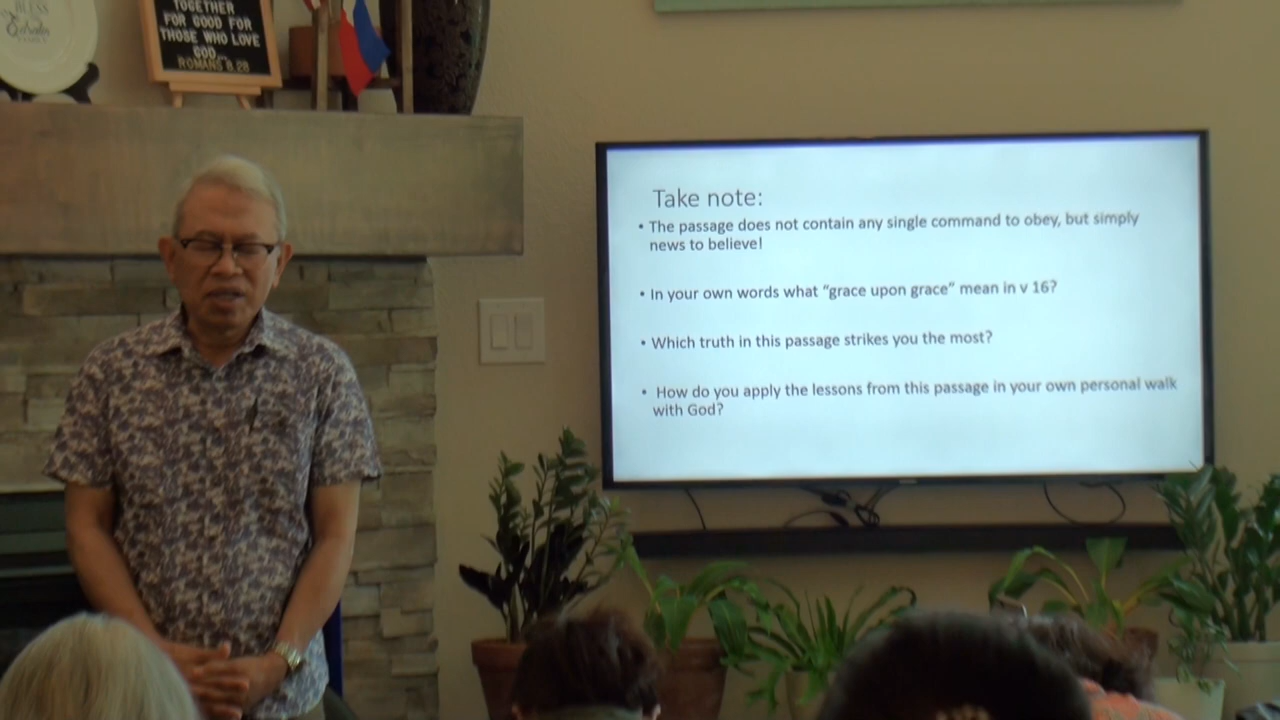 BLESS
TOGETHER
FOR GOOD FOR
THOSE WHO LOVE
GOD...
ROMANS 8:28
Take note:
• The passage does not contain any single command to obey, but simply
news to believe!
• In your own words what “grace upon grace” mean in v 16?
• Which truth in this passage strikes you the most?
• How do you apply the lessons from this passage in your own personal walk
with God?